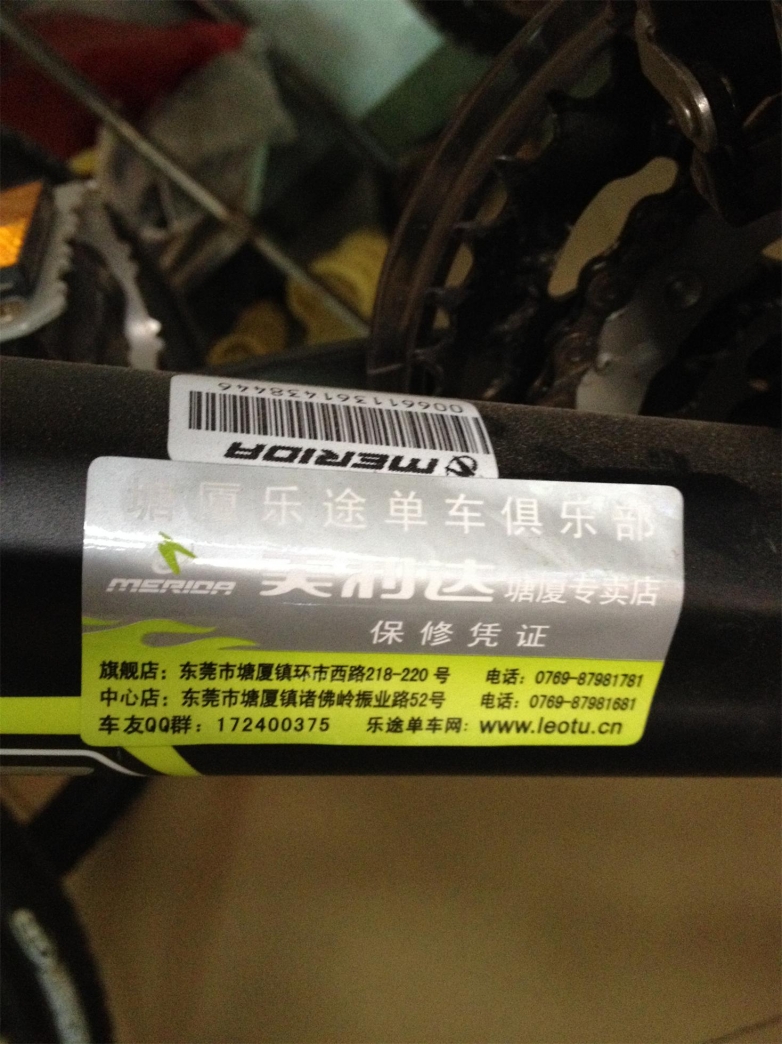 006611361438446
MERIDA
塘厦乐途单车俱乐部
MERIDA 美利达 塘厦专卖店
保修凭证
旗舰店：东莞市塘厦镇环市西路218-220号 电话：0769-87981781
中心店：东莞市塘厦镇诸佛岭振业路52号 电话：0769-87981681
车友QQ群：172400375 乐途单车网：www.leotu.cn